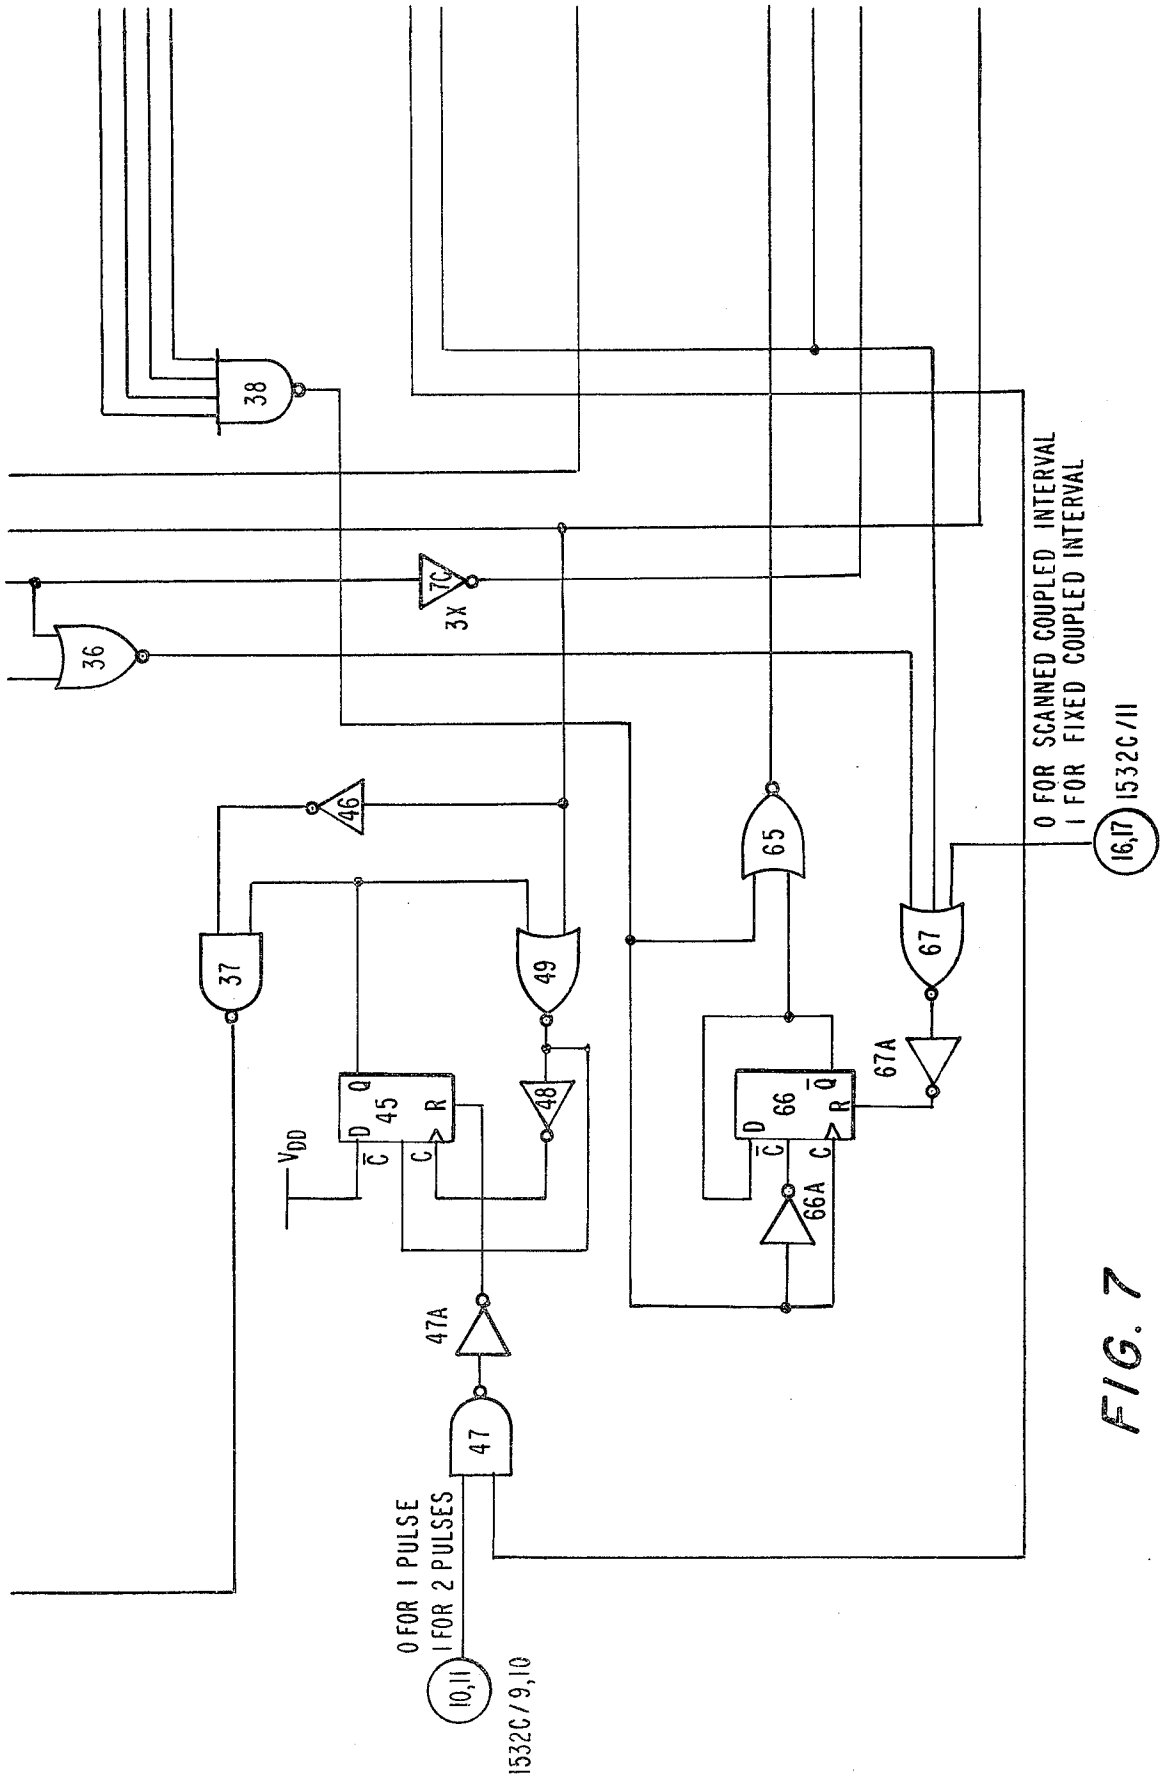 38
36
7C
3X
46
37
V_DD
D
Q
45
C̅
C
R
49
48
47A
47
0 FOR 1 PULSE
1 FOR 2 PULSES
10,11
1532C/9,10
65
D
66
C̅
Q̅
C
R
66A
67A
67
0 FOR SCANNED COUPLED INTERVAL
1 FOR FIXED COUPLED INTERVAL
16,17
1532C/11
FIG. 7